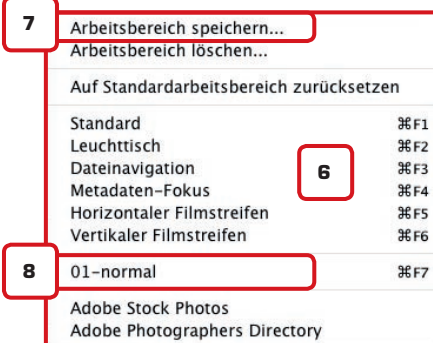 7
Arbeitsbereich speichern...
Arbeitsbereich löschen...
Auf Standardarbeitsbereich zurücksetzen
Standard ⌘F1
Leuchttisch ⌘F2
Dateinavigation ⌘F3
6
Metadaten-Fokus ⌘F4
Horizontaler Filmstreifen ⌘F5
Vertikaler Filmstreifen ⌘F6
8
01-normal ⌘F7
Adobe Stock Photos
Adobe Photographers Directory